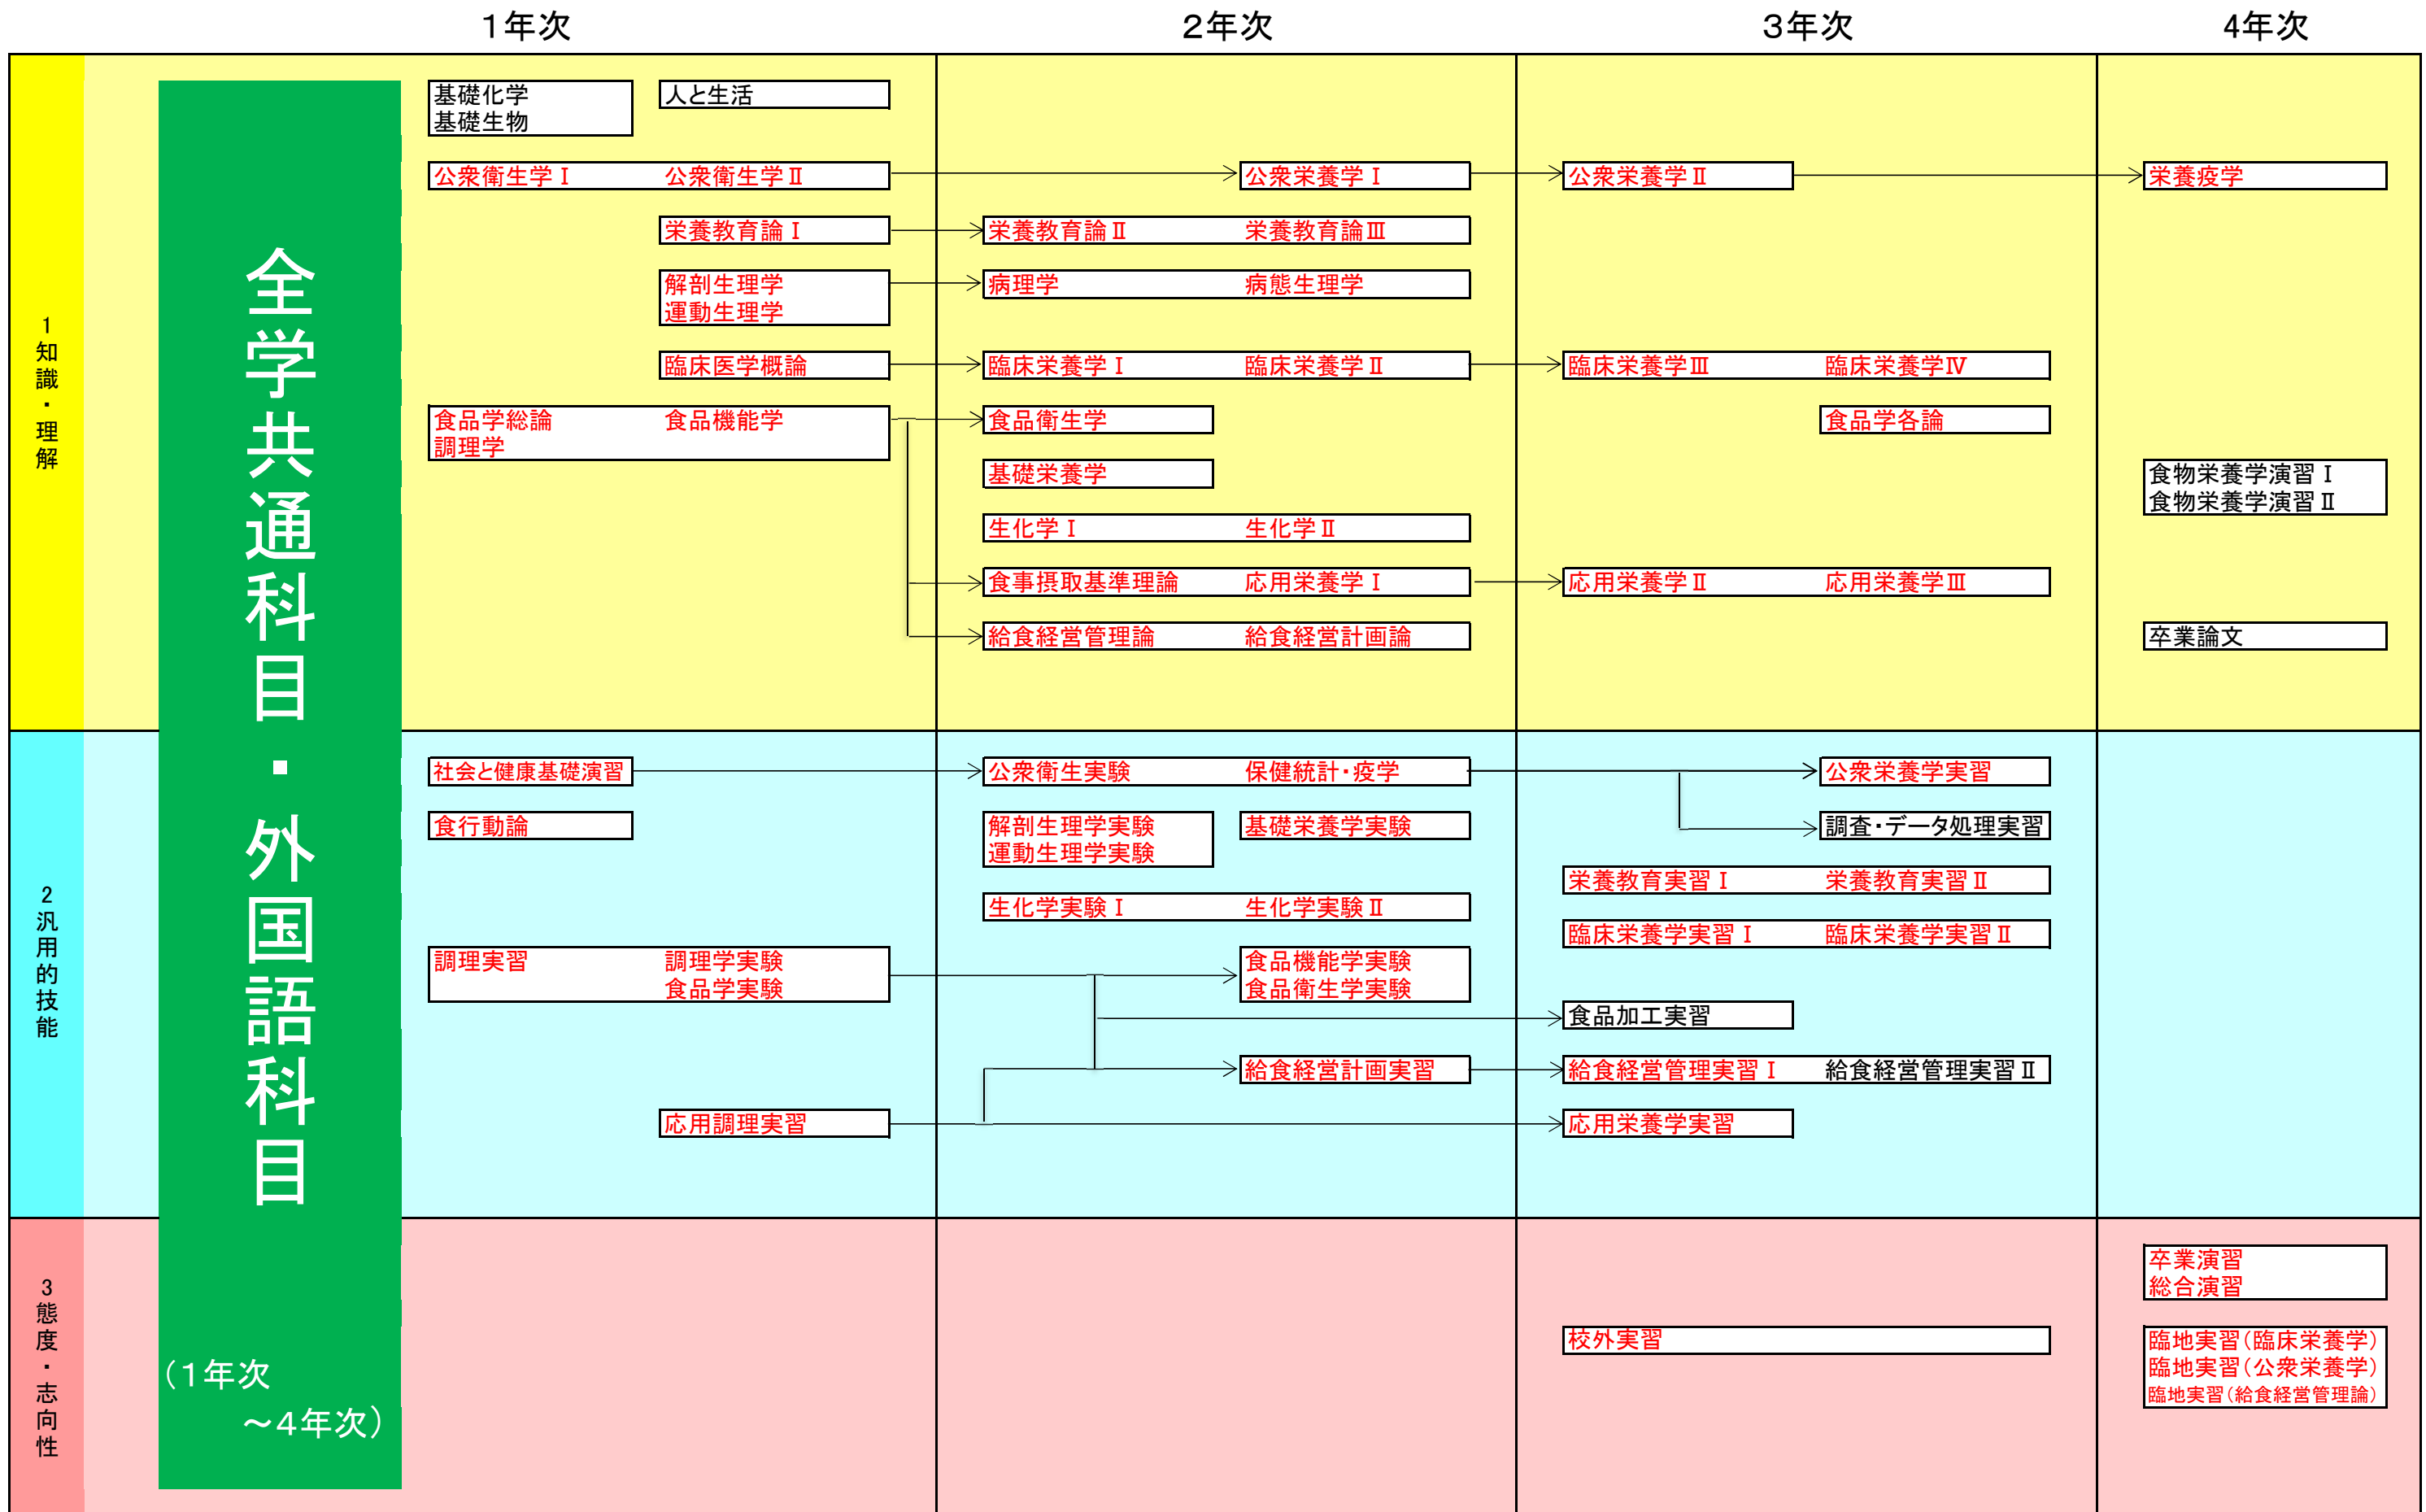 １年次 ２年次 ３年次 4年次
1知識・理解
全学共通科目・外国語科目
（１年次
～４年次）
基礎化学
基礎生物
人と生活
公衆衛生学Ⅰ 公衆衛生学Ⅱ
公衆栄養学Ⅰ
公衆栄養学Ⅱ
栄養疫学
栄養教育論Ⅰ
栄養教育論Ⅱ 栄養教育論Ⅲ
解剖生理学
運動生理学
病理学 病態生理学
臨床医学概論
臨床栄養学Ⅰ 臨床栄養学Ⅱ
臨床栄養学Ⅲ 臨床栄養学Ⅳ
食品学総論 食品機能学
調理学
食品衛生学
食品学各論
基礎栄養学
食物栄養学演習Ⅰ
食物栄養学演習Ⅱ
生化学Ⅰ 生化学Ⅱ
食事摂取基準理論 応用栄養学Ⅰ
応用栄養学Ⅱ 応用栄養学Ⅲ
給食経営管理論 給食経営計画論
卒業論文
2汎用的技能
社会と健康基礎演習
公衆衛生実験 保健統計・疫学
公衆栄養学実習
食行動論
解剖生理学実験
運動生理学実験
基礎栄養学実験
調査・データ処理実習
栄養教育実習Ⅰ 栄養教育実習Ⅱ
生化学実験Ⅰ 生化学実験Ⅱ
臨床栄養学実習Ⅰ 臨床栄養学実習Ⅱ
調理実習 調理学実験
食品学実験
食品機能学実験
食品衛生学実験
食品加工実習
給食経営計画実習
給食経営管理実習Ⅰ 給食経営管理実習Ⅱ
応用調理実習
応用栄養学実習
3態度・志向性
卒業演習
総合演習
校外実習
臨地実習（臨床栄養学）
臨地実習（公衆栄養学）
臨地実習（給食経営管理論）